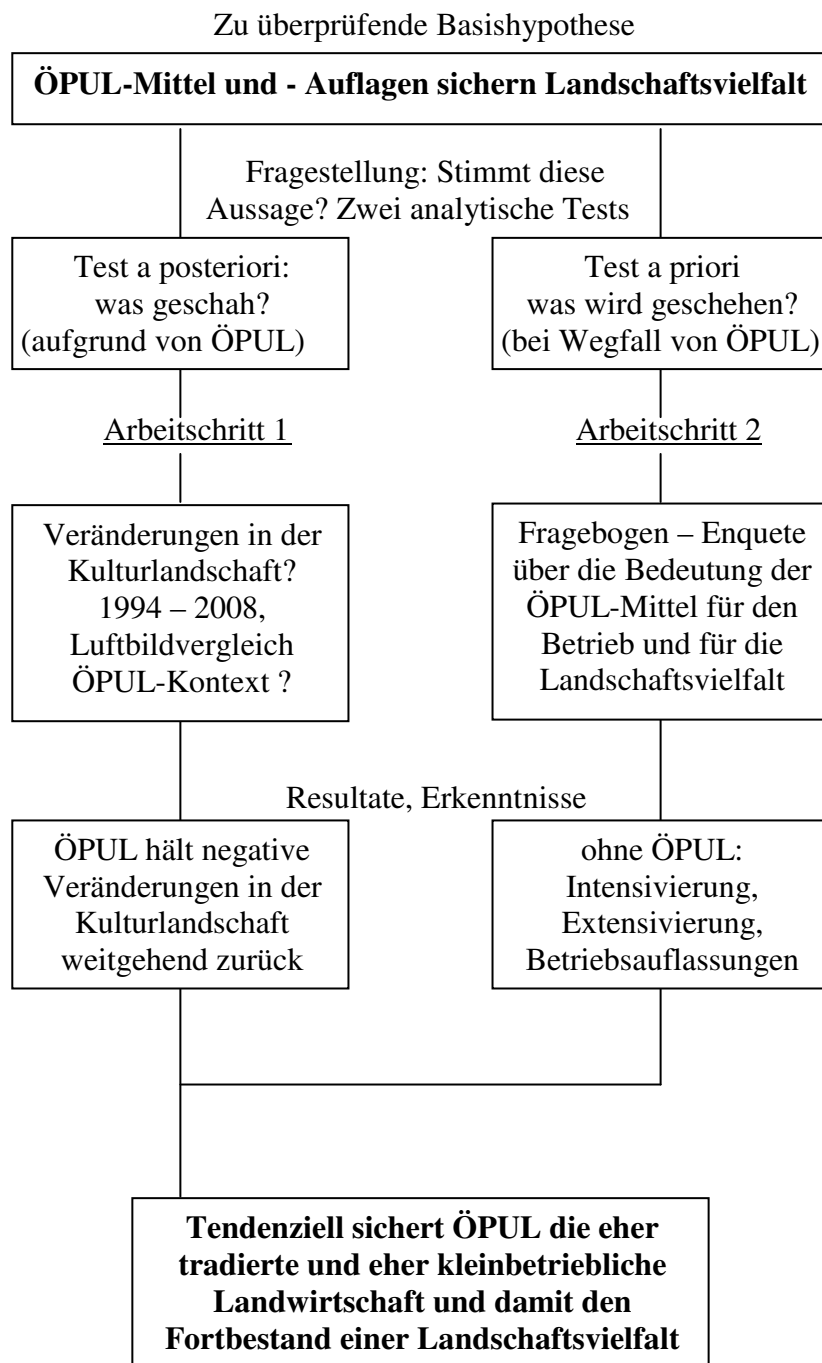 Zu überprüfende Basishypothese
ÖPUL-Mittel und - Auflagen sichern Landschaftsvielfalt
Fragestellung: Stimmt diese
Aussage? Zwei analytische Tests
Test a posteriori:
was geschah?
(aufgrund von ÖPUL)
Test a priori
was wird geschehen?
(bei Wegfall von ÖPUL)
Arbeitschritt 1
Arbeitschritt 2
Veränderungen in der
Kulturlandschaft?
1994 – 2008,
Luftbildvergleich
ÖPUL-Kontext ?
Fragebogen – Enquete
über die Bedeutung der
ÖPUL-Mittel für den
Betrieb und für die
Landschaftsvielfalt
Resultate, Erkenntnisse
ÖPUL hält negative
Veränderungen in der
Kulturlandschaft
weitgehend zurück
ohne ÖPUL:
Intensivierung,
Extensivierung,
Betriebsauflassungen
Tendenziell sichert ÖPUL die eher
tradierte und eher kleinbetriebliche
Landwirtschaft und damit den
Fortbestand einer Landschaftsvielfalt